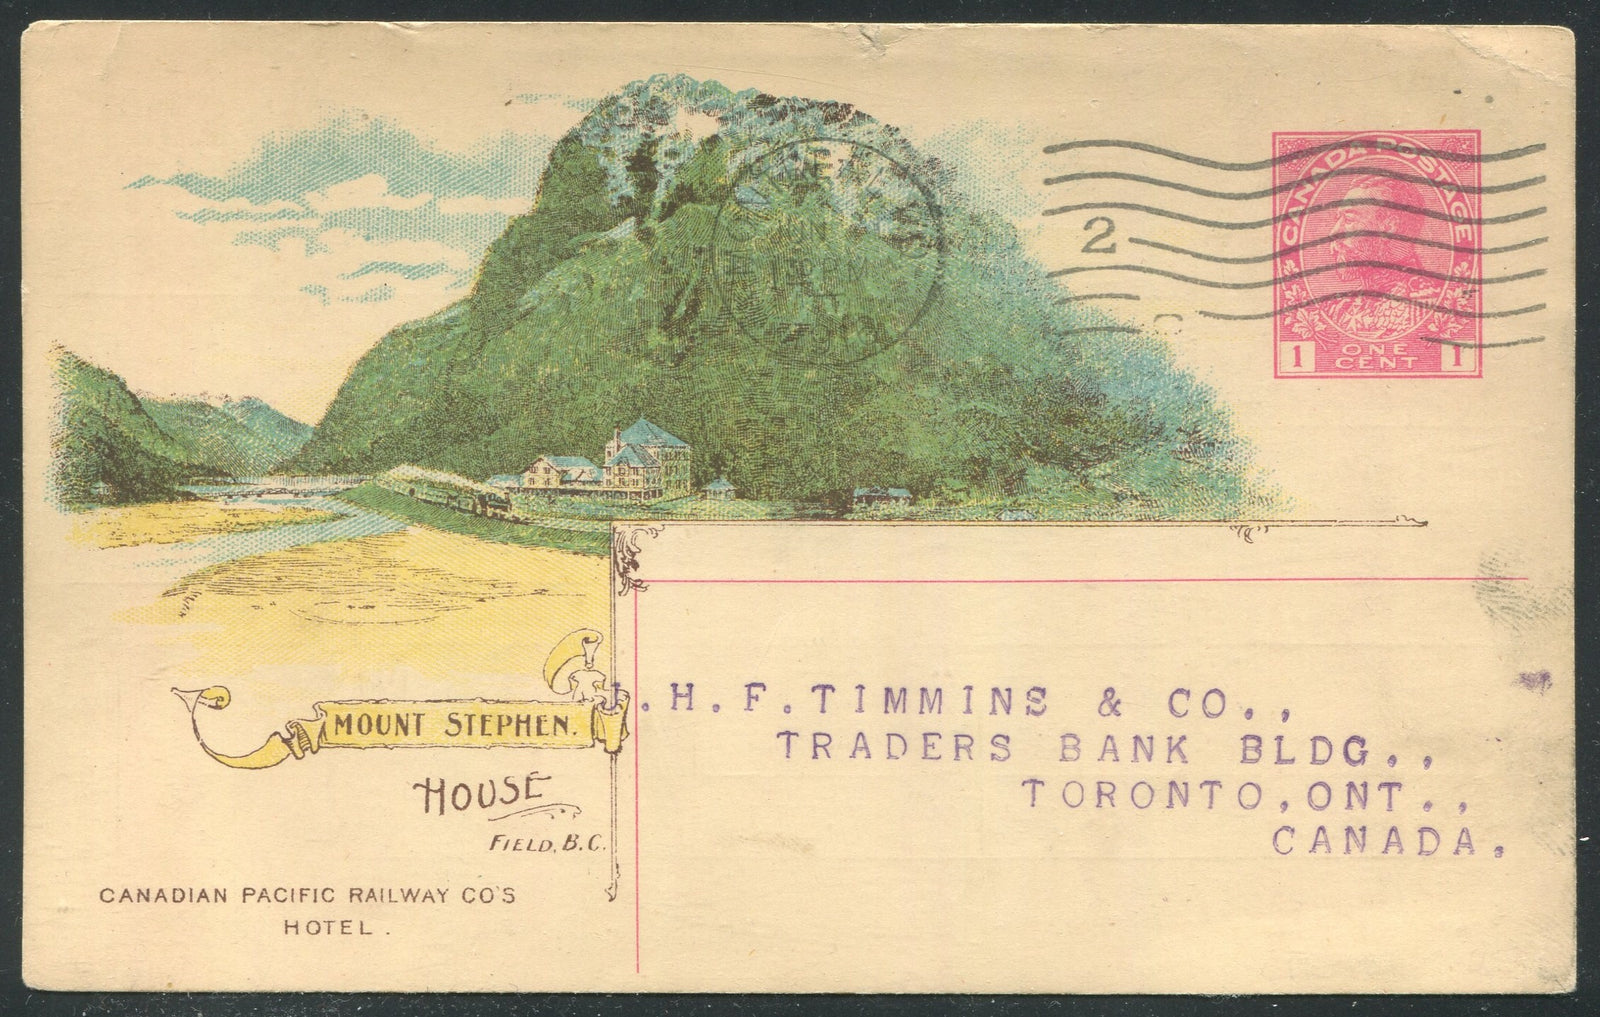 CANADA POSTAGE
1 ONE CENT 1
2
MOUNT STEPHEN.
HOUSE
FIELD, B.C.
CANADIAN PACIFIC RAILWAY CO'S
HOTEL.
.H.F.TIMMINS & CO.,
TRADERS BANK BLDG.,
TORONTO,ONT.,
CANADA.